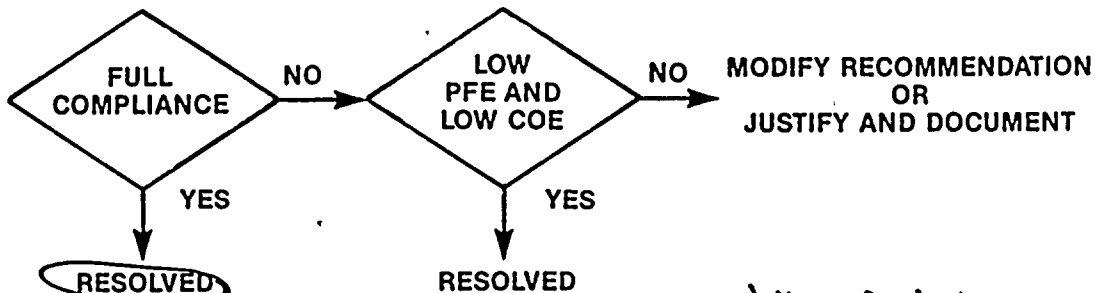 FULL
COMPLIANCE
NO
LOW
PFE AND
LOW COE
NO
MODIFY RECOMMENDATION
OR
JUSTIFY AND DOCUMENT
YES
YES
RESOLVED
RESOLVED